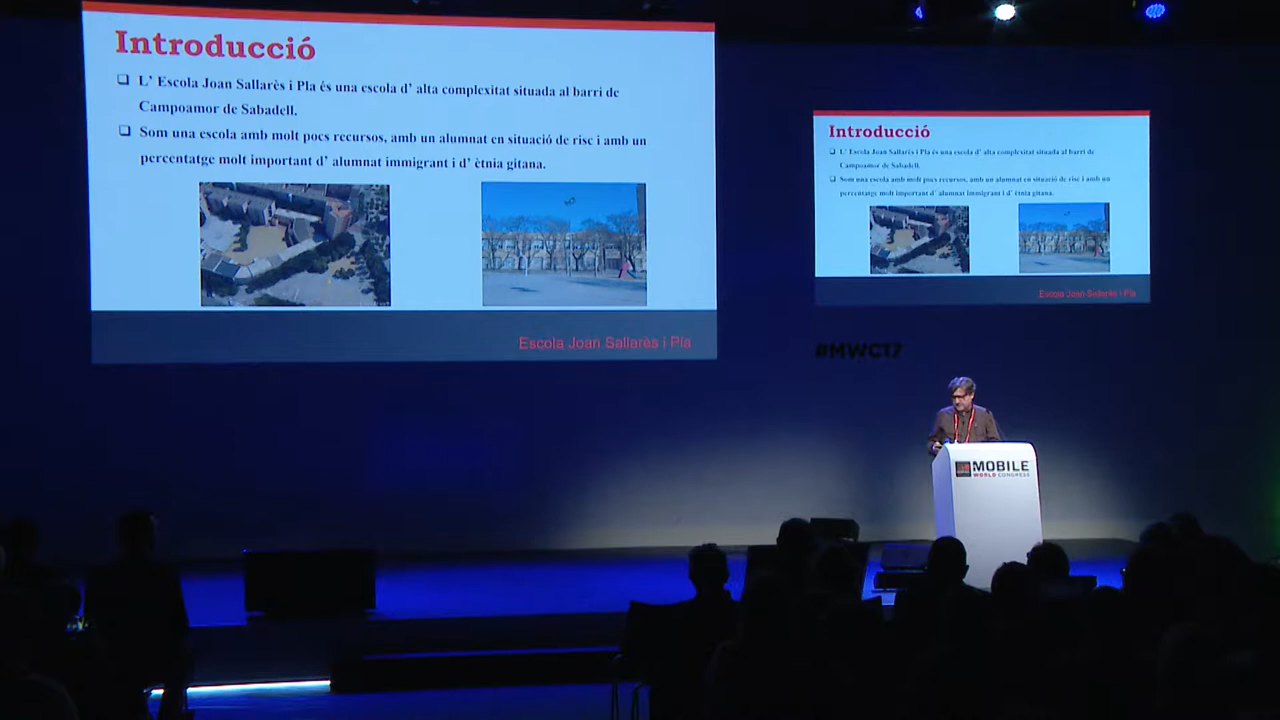 Introducció
❑ L' Escola Joan Sallarès i Pla és una escola d' alta complexitat situada al barri de
Campoamor de Sabadell.
❑ Som una escola amb molt pocs recursos, amb un alumnat en situació de risc i amb un
percentatge molt important d' alumnat immigrant i d' ètnia gitana.
Escola Joan Sallarès i Pla
Introducció
❑ L' Escola Joan Sallarès i Pla és una escola d' alta complexitat situada al barri de
Campoamor de Sabadell.
❑ Som una escola amb molt pocs recursos, amb un alumnat en situació de risc i amb un
percentatge molt important d' alumnat immigrant i d' ètnia gitana.
Escola Joan Sallarès i Pla
#MWC17
MOBILE
WORLD CONGRESS